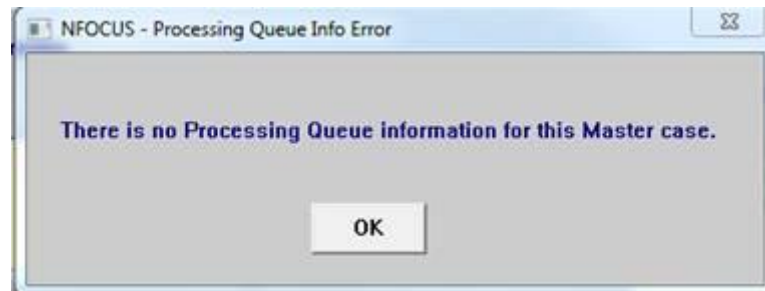 NFOCUS - Processing Queue Info Error
There is no Processing Queue information for this Master case.
OK